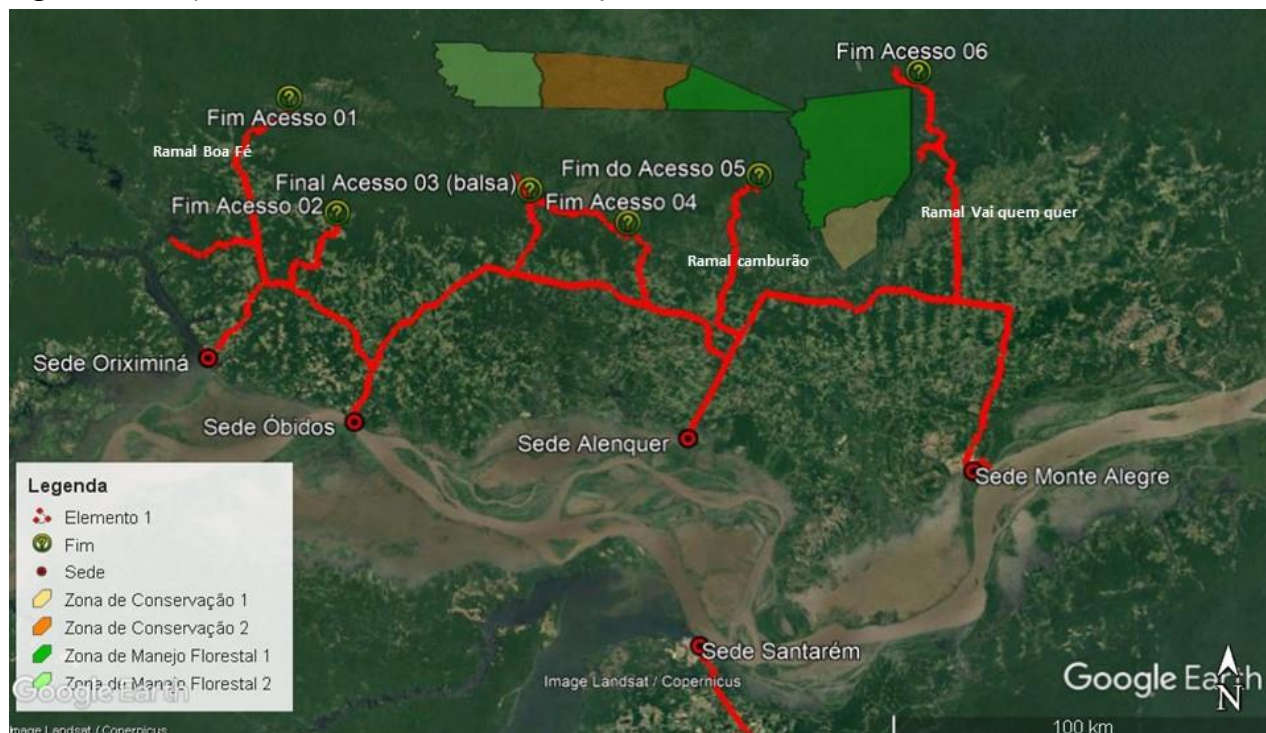 Fim Acesso 06
Fim Acesso 01
Ramal Boa Fé
Fim do Acesso 05
Final Acesso 03 (balsa)
Fim Acesso 04
Fim Acesso 02
Ramal Vai quem quer
Ramal camburão
Sede Oriximiná
Sede Óbidos
Sede Alenquer
Sede Monte Alegre
Legenda
Elemento 1
Fim
Sede
Zona de Conservação 1
Zona de Conservação 2
Zona de Manejo Florestal 1
Zona de Manejo Florestal 2
Sede Santarém
Image Landsat / Copernicus
Google Earth
Google Earth
N
100 km
Image Landsat / Copernicus